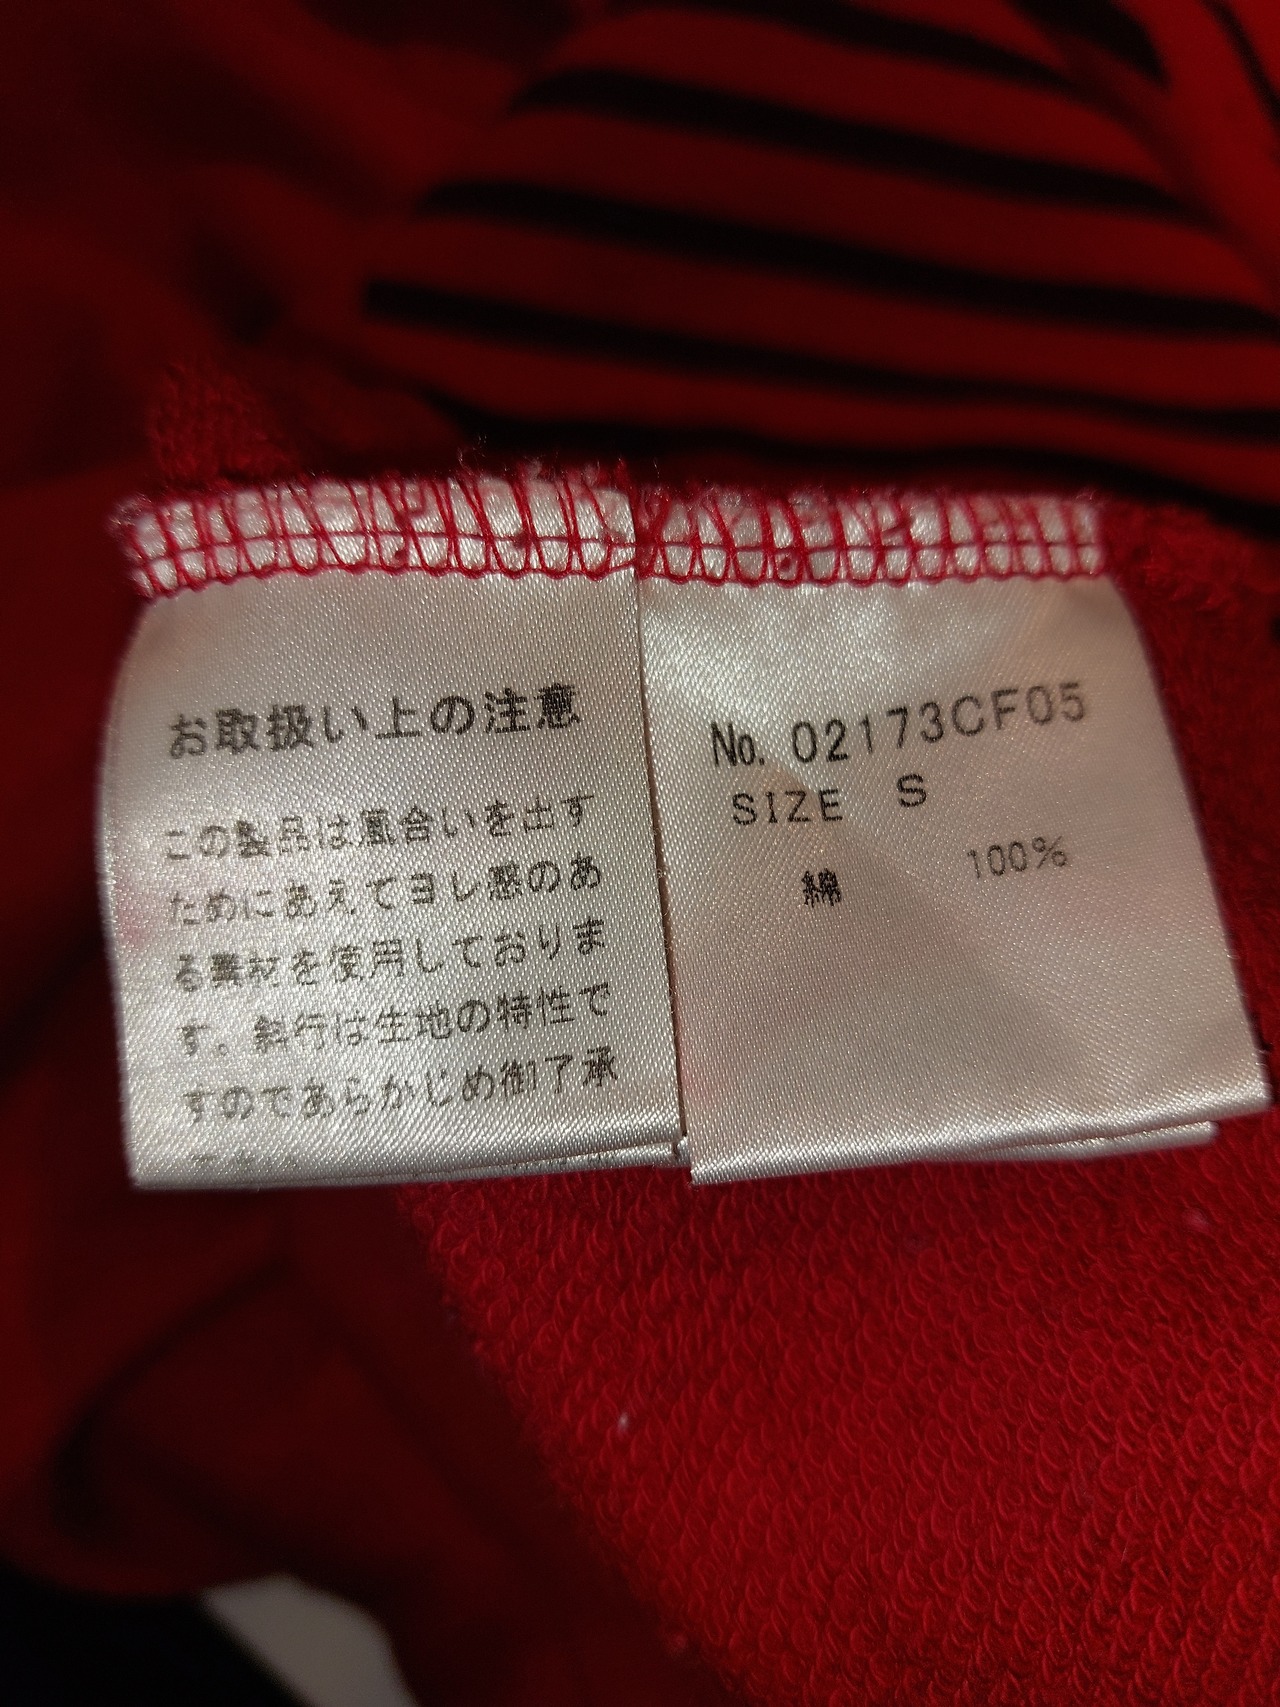 お取扱い上の注意
この製品は風合いを出す
ためにあえてヨレ感のあ
る素材を使用しておりま
す。斜行は生地の特性で
すのであらかじめ御了承
No. 02173CF05
SIZE S
綿 100%